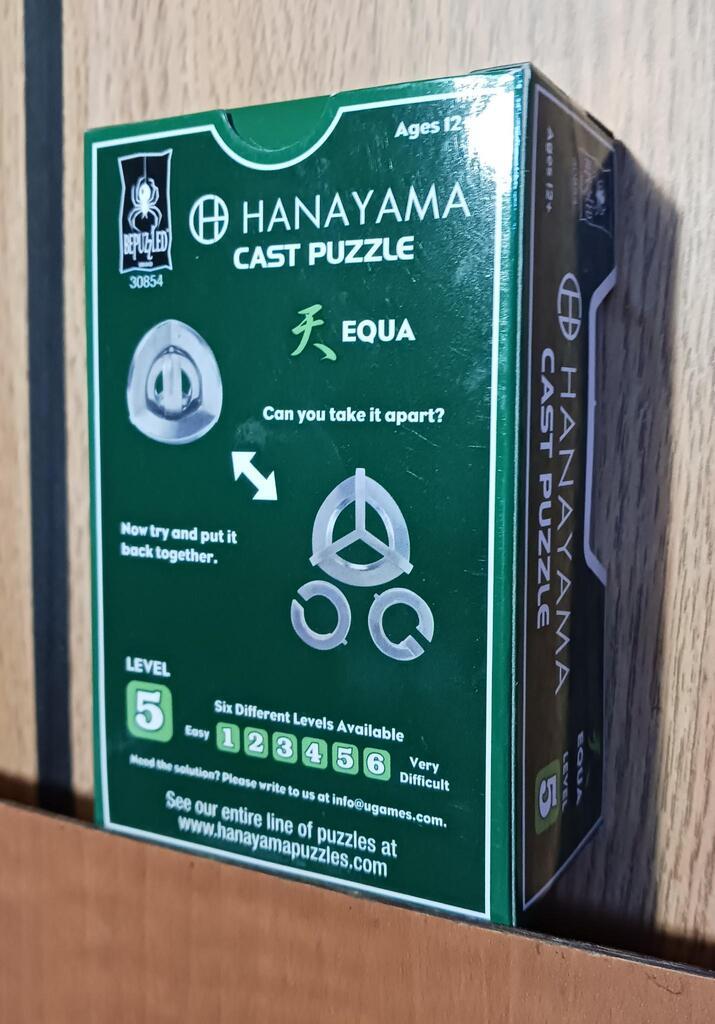 Ages 12+
BEPUZZLED
30854
HANAYAMA
CAST PUZZLE
天 EQUA
Can you take it apart?
Now try and put it
back together.
LEVEL
5
Six Different Levels Available
Easy 1 2 3 4 5 6 Very
Difficult
Need the solution? Please write to us at info@ugames.com.
See our entire line of puzzles at
www.hanayamapuzzles.com
Ages 12+
HANAYAMA
CAST PUZZLE
EQUA
LEVEL
5